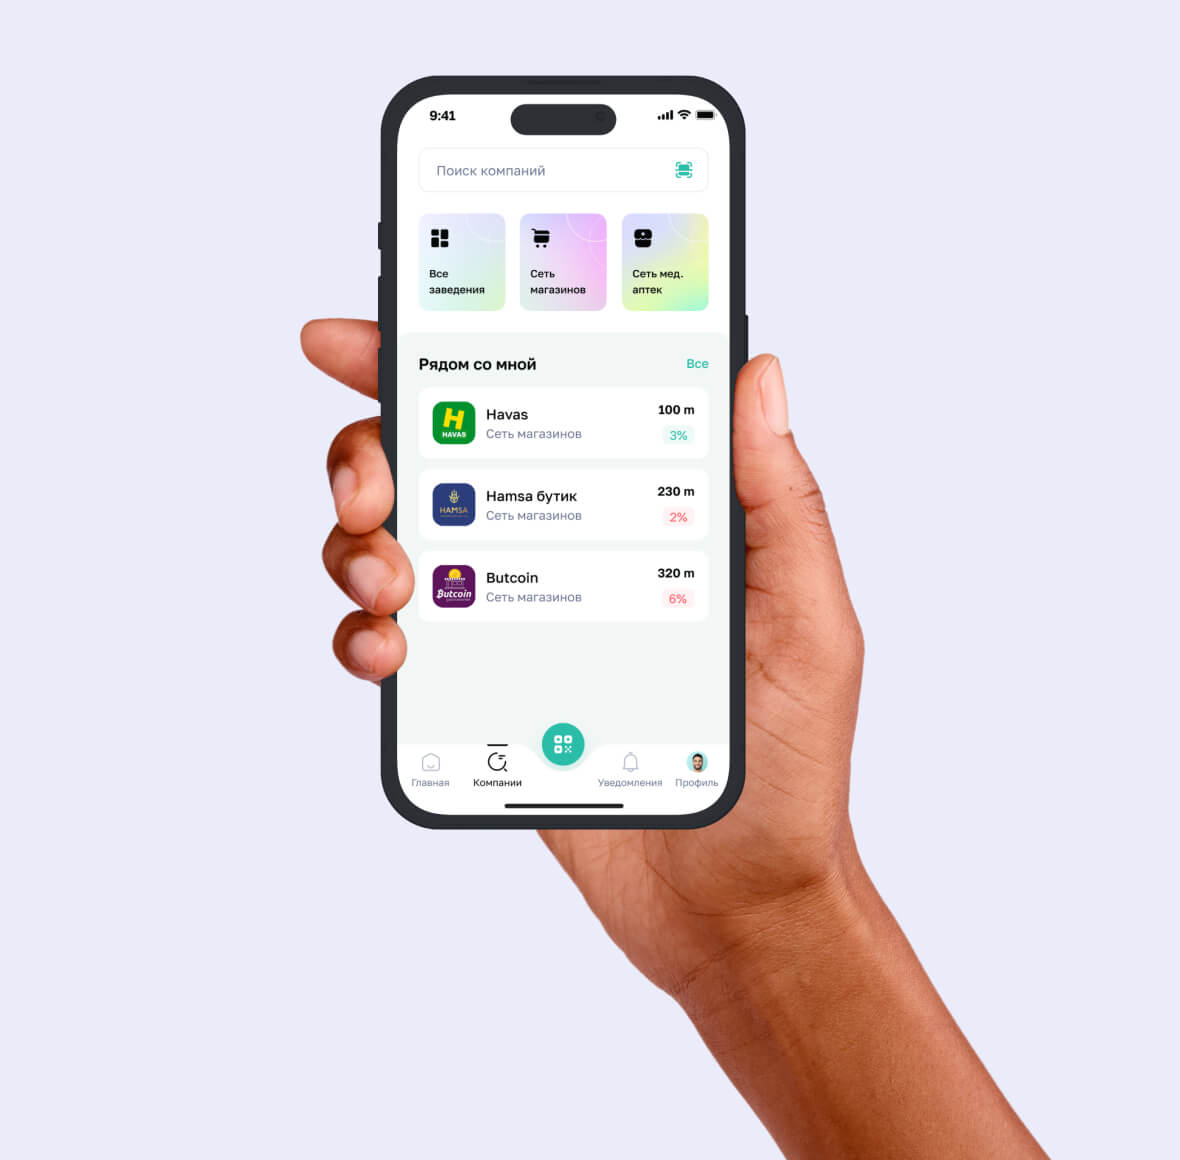 9:41
Поиск компаний
Все
заведения
Сеть
магазинов
Сеть мед.
аптек
Рядом со мной
Все
HAVAS
Havas
100 m
Сеть магазинов
3%
HAMSA
Hamsa бутик
230 m
Сеть магазинов
2%
Butcoin
Butcoin
320 m
Сеть магазинов
6%
Главная
Компании
Уведомления
Профиль